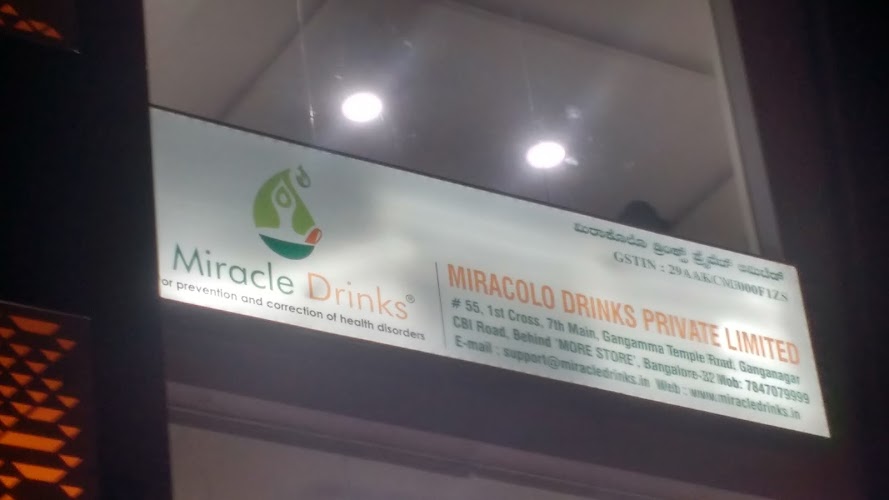 Miracle Drinks®
or prevention and correction of health disorders
ಮಿರಾಕೊಲೊ ಡ್ರಿಂಕ್ಸ್ ಪ್ರೈವೇಟ್ ಲಿಮಿಟೆಡ್
GSTIN : 29AAKCM3000F1ZS
MIRACOLO DRINKS PRIVATE LIMITED
# 55, 1st Cross, 7th Main, Gangamma Temple Road, Ganganagar
CBI Road, Behind 'MORE STORE', Bangalore-32 Mob: 7847079999
E-mail : support@miracledrinks.in Web : www.miracledrinks.in